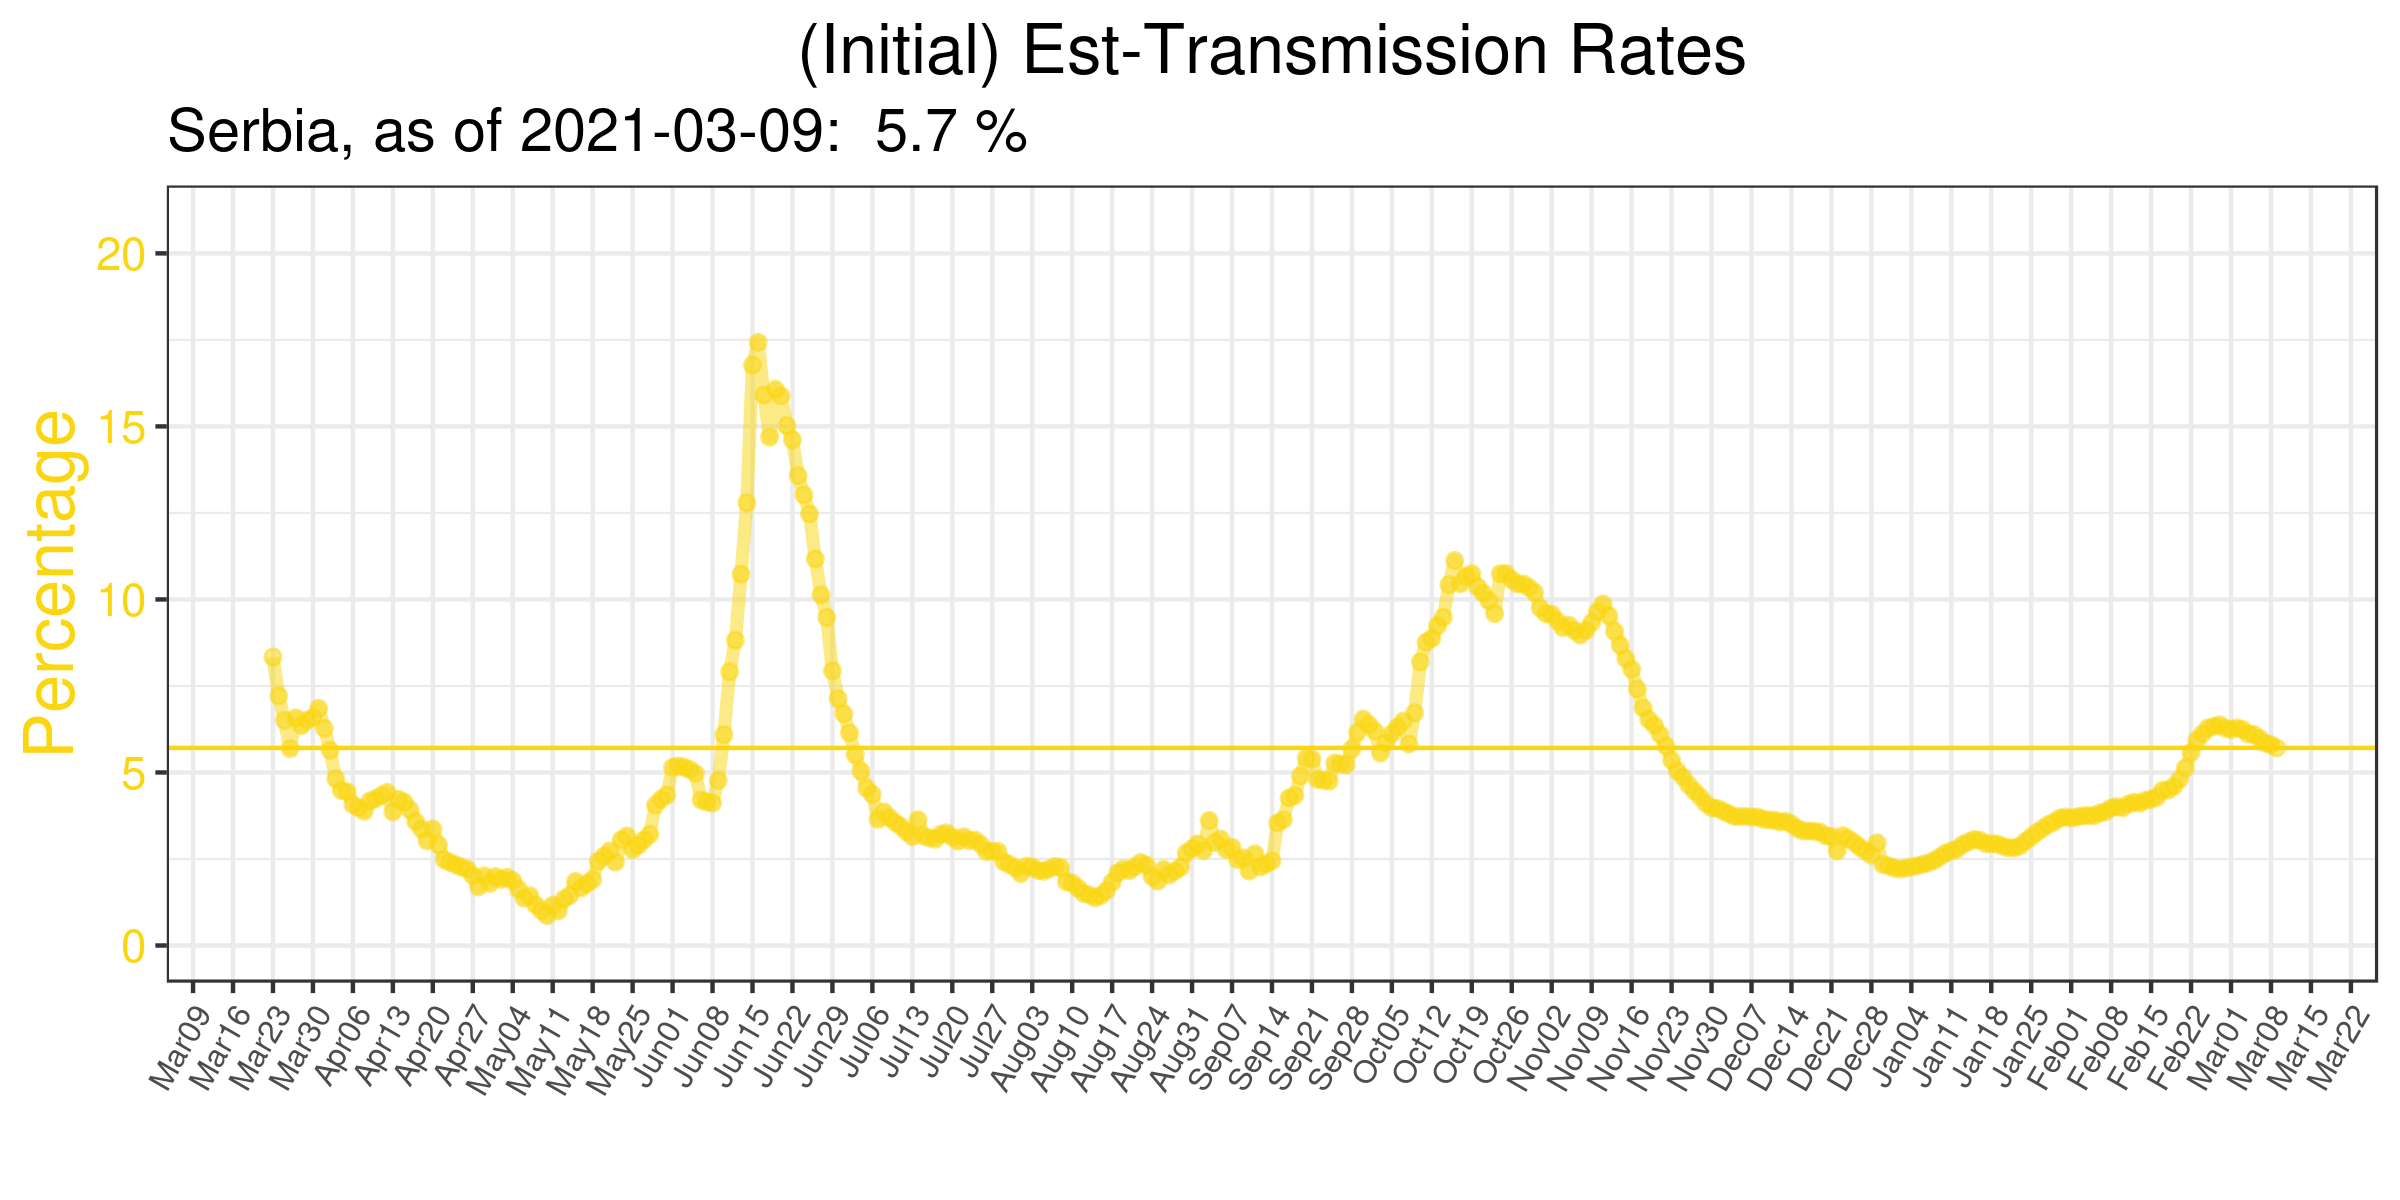 (Initial) Est-Transmission Rates
Serbia, as of 2021-03-09:  5.7 %
Percentage
20
15
10
5
0
Mar09
Mar16
Mar23
Mar30
Apr06
Apr13
Apr20
Apr27
May04
May11
May18
May25
Jun01
Jun08
Jun15
Jun22
Jun29
Jul06
Jul13
Jul20
Jul27
Aug03
Aug10
Aug17
Aug24
Aug31
Sep07
Sep14
Sep21
Sep28
Oct05
Oct12
Oct19
Oct26
Nov02
Nov09
Nov16
Nov23
Nov30
Dec07
Dec14
Dec21
Dec28
Jan04
Jan11
Jan18
Jan25
Feb01
Feb08
Feb15
Feb22
Mar01
Mar08
Mar15
Mar22